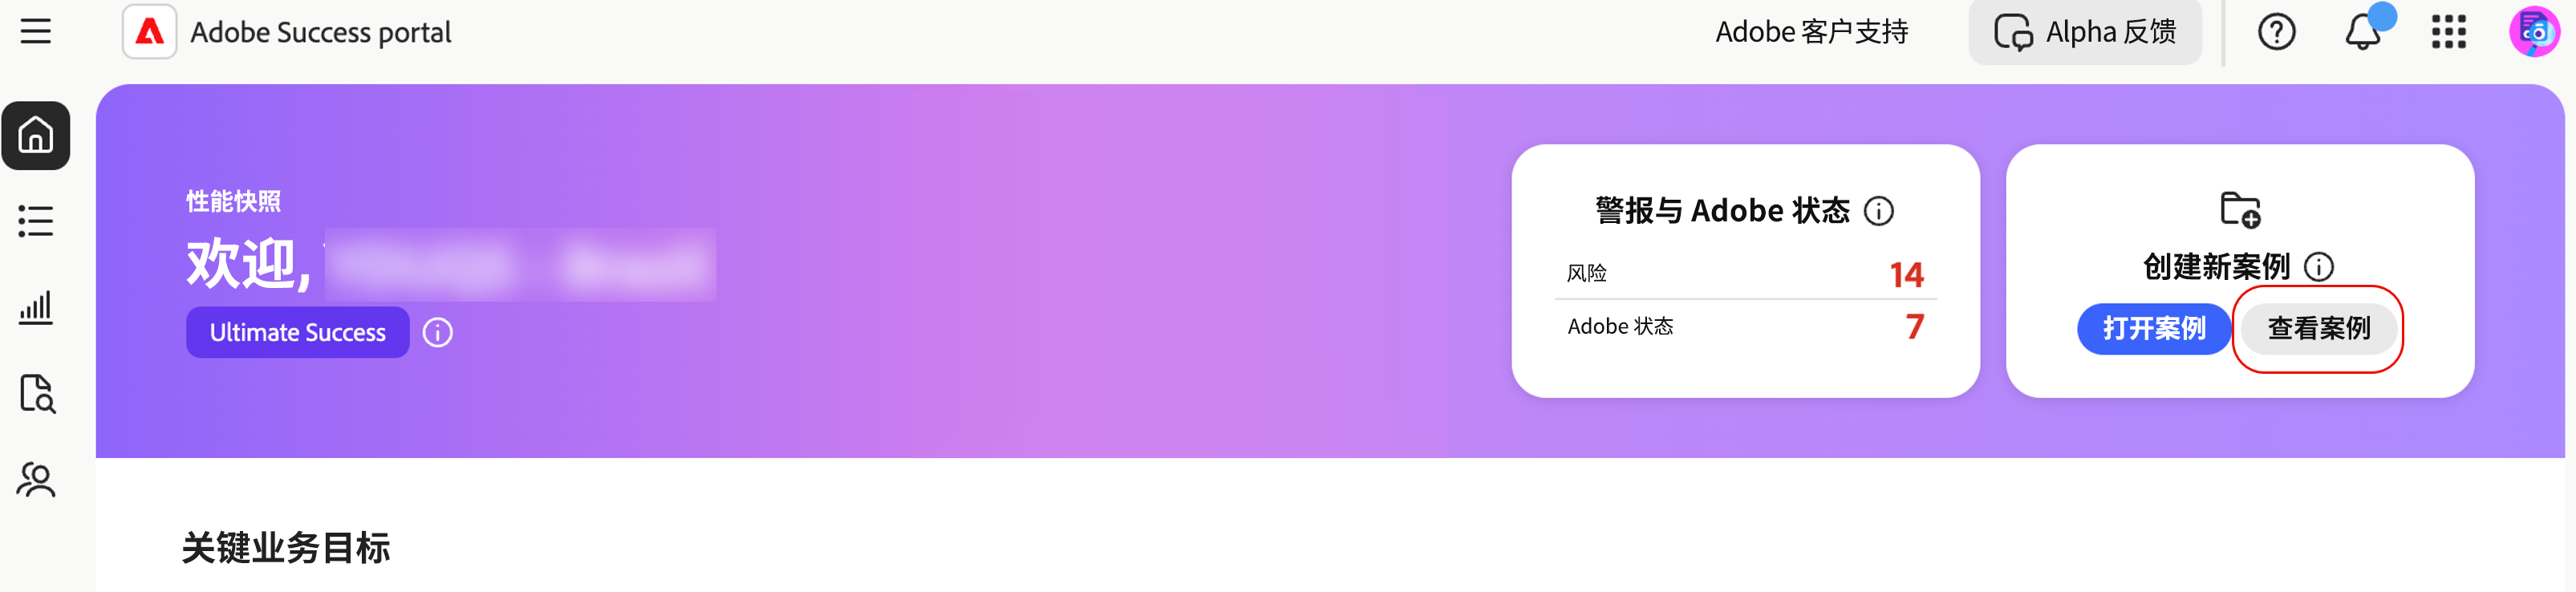 Adobe Success portal
Adobe 客户支持
Alpha 反馈
性能快照
欢迎,
Ultimate Success
警报与 Adobe 状态
风险 14
Adobe 状态 7
创建新案例
打开案例 查看案例
关键业务目标